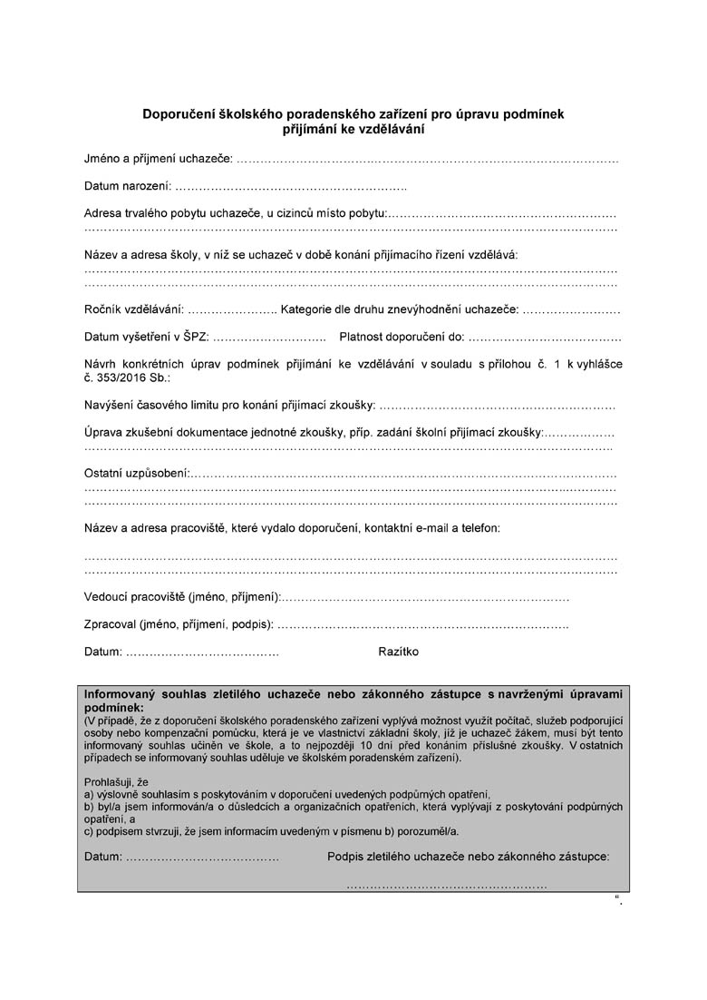 Doporučení školského poradenského zařízení pro úpravu podmínek
přijímání ke vzdělávání
Jméno a příjmení uchazeče: ……………………………..………………………………………………………
Datum narození: …………………………………………………..
Adresa trvalého pobytu uchazeče, u cizinců místo pobytu:………………………………………………….
………………………………………………………………………………………………………………………
Název a adresa školy, v níž se uchazeč v době konání přijímacího řízení vzdělává:
………………………………………………………………………………………………………………………
………………………………………………………………………………………………………………………
Ročník vzdělávání: ………………….. Kategorie dle druhu znevýhodnění uchazeče: …………………….
Datum vyšetření v ŠPZ: ……………………….. Platnost doporučení do: …………………………………
Návrh konkrétních úprav podmínek přijímání ke vzdělávání v souladu s přílohou č. 1 k vyhlášce
č. 353/2016 Sb.:
Navýšení časového limitu pro konání přijímací zkoušky: ……………………………………………………
Úprava zkušební dokumentace jednotné zkoušky, příp. zadání školní přijímací zkoušky:………………
……………………………………………………………………………………………………………………..
Ostatní uzpůsobení:………………………………………………………………………………………………
…………………………………………………………………………………………………………...………….
………………………………………………………………………………………………………………………
Název a adresa pracoviště, které vydalo doporučení, kontaktní e-mail a telefon:
………………………………………………………………………………………………………………………
………………………………………………………………………………………………………………………
Vedoucí pracoviště (jméno, příjmení):……………………………………………………………….
Zpracoval (jméno, příjmení, podpis): ………………………………………………………………..
Datum: ………………………………… Razítko
Informovaný souhlas zletilého uchazeče nebo zákonného zástupce s navrženými úpravami
podmínek:
(V případě, že z doporučení školského poradenského zařízení vyplývá možnost využít počítač, služeb podporující
osoby nebo kompenzační pomůcku, která je ve vlastnictví základní školy, jíž je uchazeč žákem, musí být tento
informovaný souhlas učiněn ve škole, a to nejpozději 10 dní před konáním příslušné zkoušky. V ostatních
případech se informovaný souhlas uděluje ve školském poradenském zařízení).
Prohlašuji, že
a) výslovně souhlasím s poskytováním v doporučení uvedených podpůrných opatření,
b) byl/a jsem informován/a o důsledcích a organizačních opatřeních, která vyplývají z poskytování podpůrných
opatření, a
c) podpisem stvrzuji, že jsem informacím uvedeným v písmenu b) porozuměl/a.
Datum: ………………………………… Podpis zletilého uchazeče nebo zákonného zástupce:
……………………………………………
“.